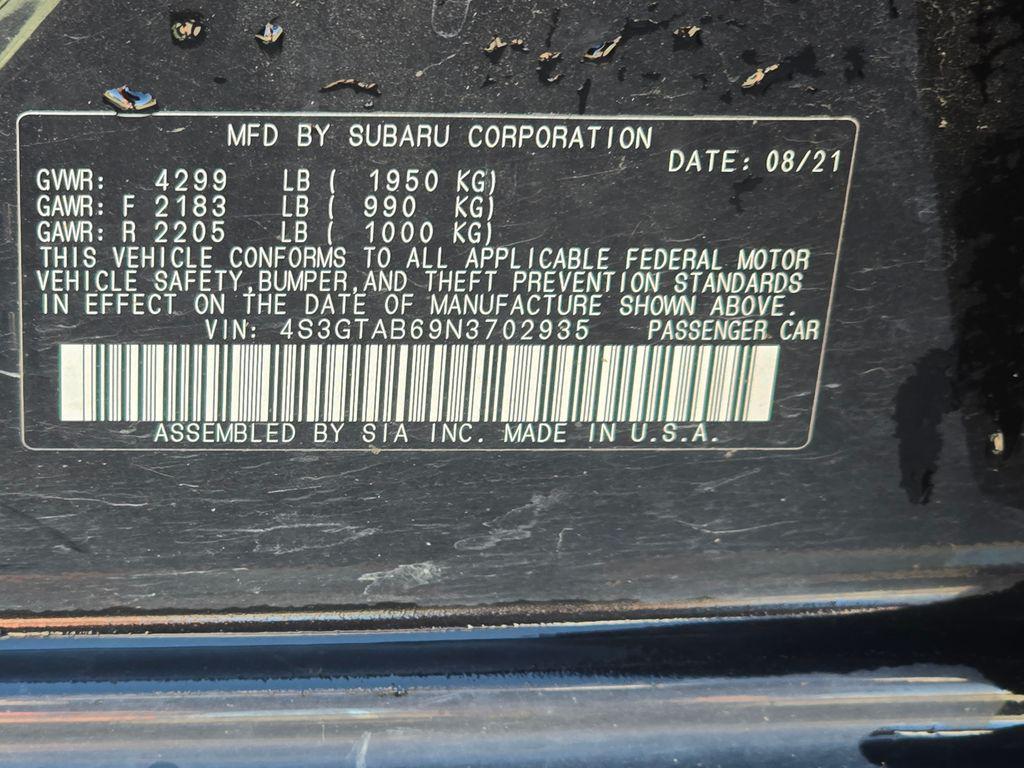 MFD BY SUBARU CORPORATION
DATE: 08/21
GVWR: 4299 LB ( 1950 KG)
GAWR: F 2183 LB ( 990 KG)
GAWR: R 2205 LB ( 1000 KG)
THIS VEHICLE CONFORMS TO ALL APPLICABLE FEDERAL MOTOR
VEHICLE SAFETY,BUMPER,AND THEFT PREVENTION STANDARDS
IN EFFECT ON THE DATE OF MANUFACTURE SHOWN ABOVE.
VIN: 4S3GTAB69N3702935 PASSENGER CAR
ASSEMBLED BY SIA INC. MADE IN U.S.A.